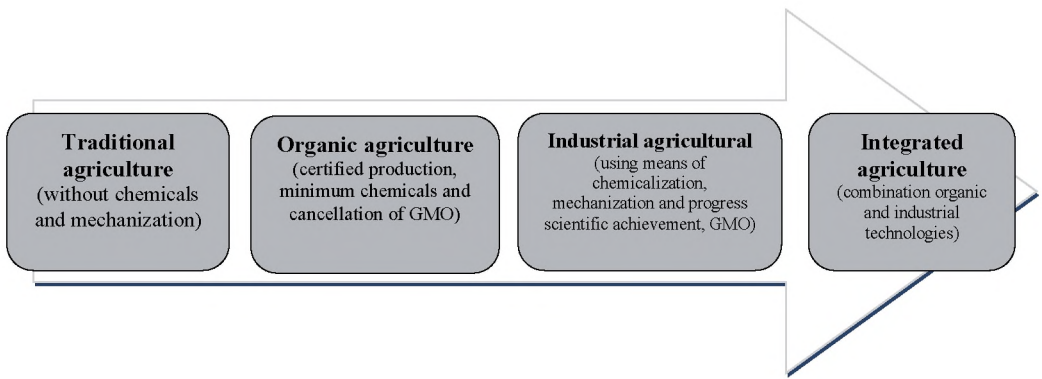 Traditional
agriculture
(without chemicals
and mechanization)
Organic agriculture
(certified production,
minimum chemicals and
cancellation of GMO)
Industrial agricultural
(using means of
chemicalization,
mechanization and progress
scientific achievement, GMO)
Integrated
agriculture
(combination organic
and industrial
technologies)